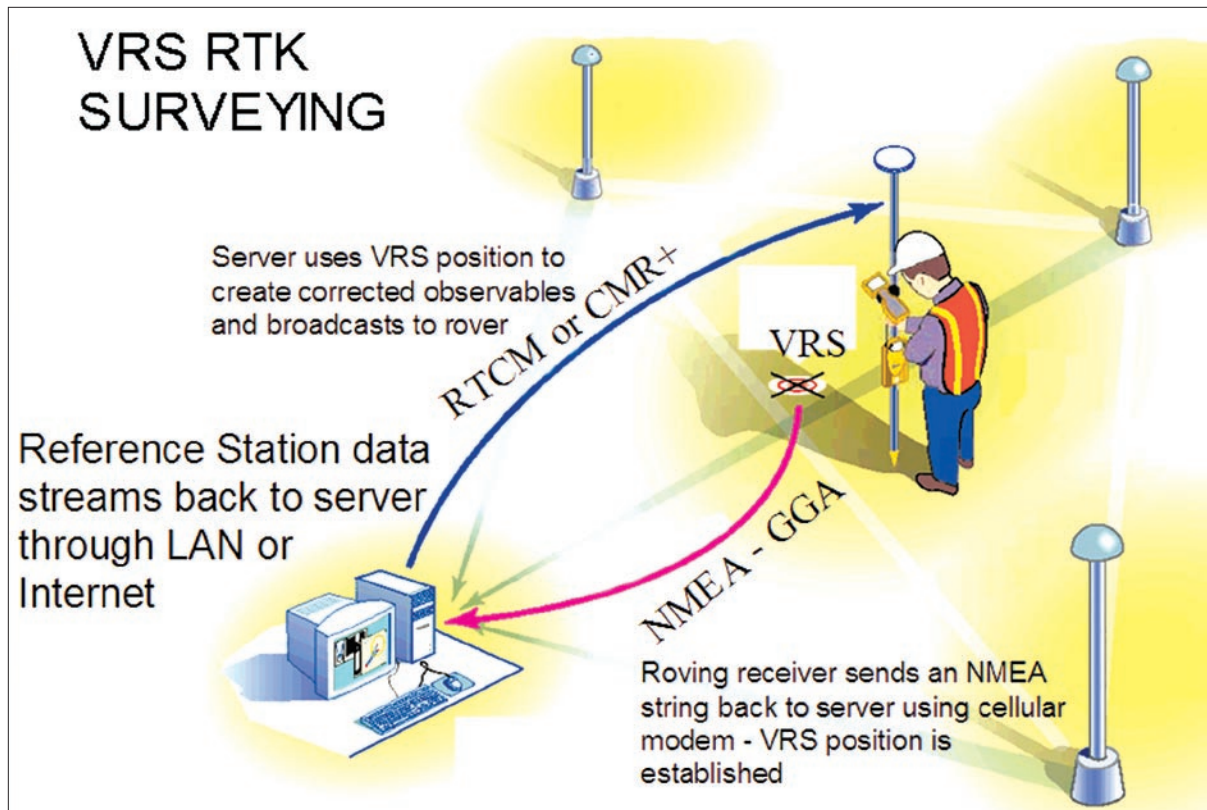 VRS RTK
SURVEYING
Server uses VRS position to
create corrected observables
and broadcasts to rover
RTCM or CMR+
VRS
Reference Station data
streams back to server
through LAN or
Internet
NMEA - GGA
Roving receiver sends an NMEA
string back to server using cellular
modem - VRS position is
established